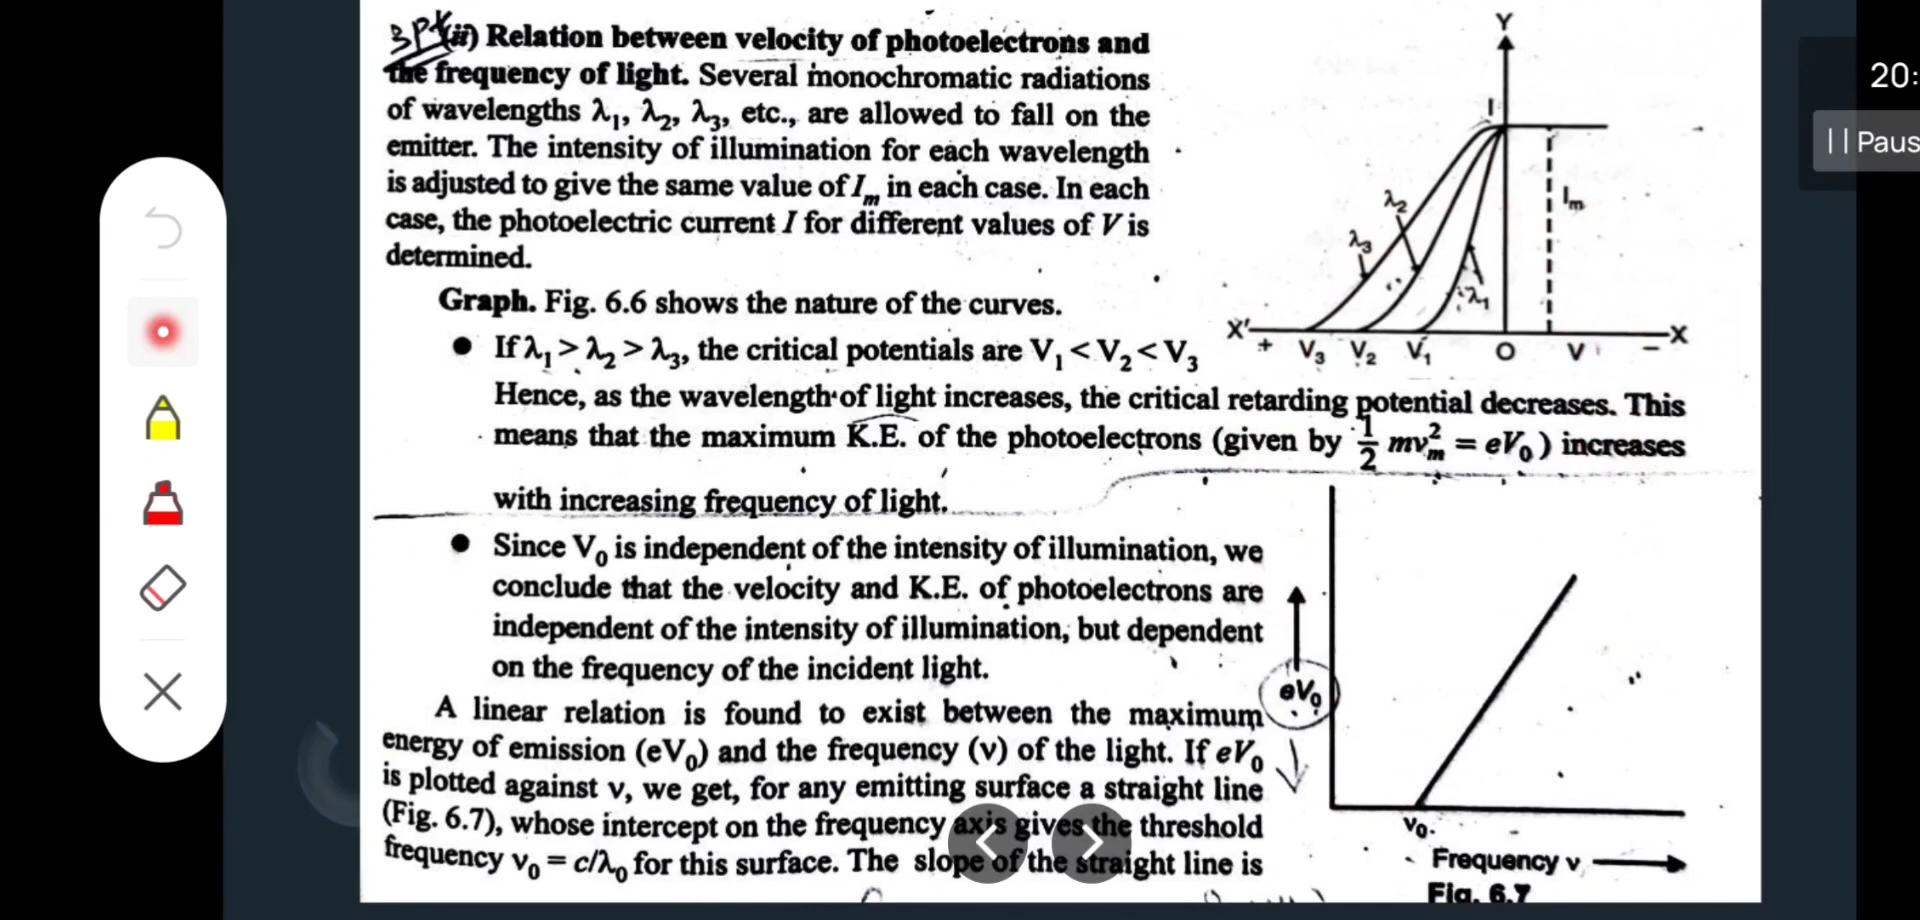 3PK
(ii) Relation between velocity of photoelectrons and
the frequency of light. Several monochromatic radiations
of wavelengths λ₁, λ₂, λ₃, etc., are allowed to fall on the
emitter. The intensity of illumination for each wavelength
is adjusted to give the same value of Iₘ in each case. In each
case, the photoelectric current I for different values of V is
determined.
Graph. Fig. 6.6 shows the nature of the curves.
● If λ₁ > λ₂ > λ₃, the critical potentials are V₁ < V₂ < V₃
Hence, as the wavelength of light increases, the critical retarding potential decreases. This
means that the maximum K.E. of the photoelectrons (given by 1/2 mvₘ² = eV₀) increases
with increasing frequency of light.
● Since V₀ is independent of the intensity of illumination, we
conclude that the velocity and K.E. of photoelectrons are
independent of the intensity of illumination, but dependent
on the frequency of the incident light.
A linear relation is found to exist between the maximum
energy of emission (eV₀) and the frequency (ν) of the light. If eV₀
is plotted against ν, we get, for any emitting surface a straight line
(Fig. 6.7), whose intercept on the frequency axis gives the threshold
frequency ν₀ = c/λ₀ for this surface. The slope of the straight line is
Y
I
Iₘ
λ₂
λ₃
λ₁
X' X
+ V₃ V₂ V₁ O V −
eV₀
ν₀
Frequency ν
Fig. 6.7
20:
|| Paus